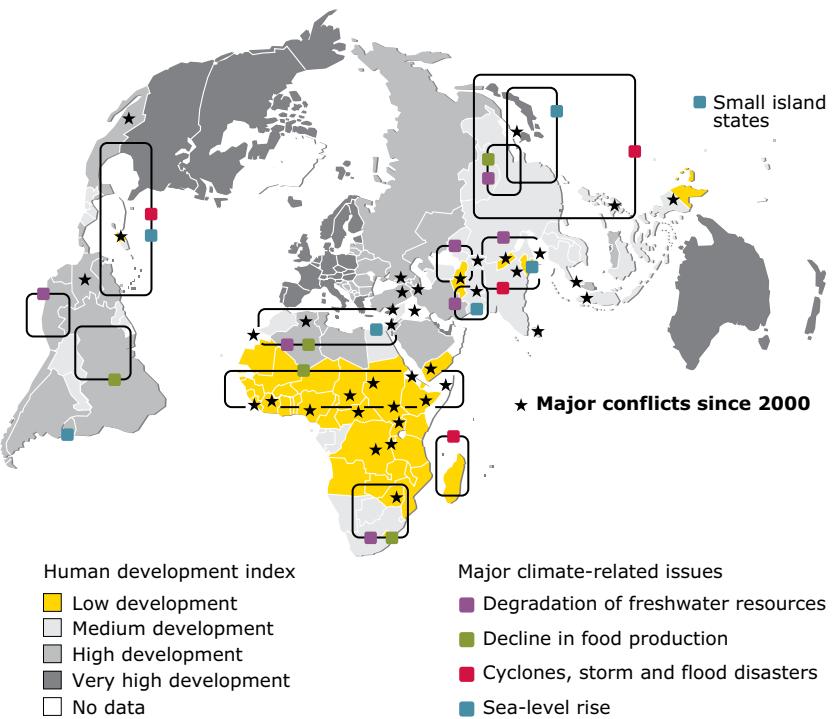 Small island
states
Major conflicts since 2000
Human development index
Low development
Medium development
High development
Very high development
No data
Major climate-related issues
Degradation of freshwater resources
Decline in food production
Cyclones, storm and flood disasters
Sea-level rise